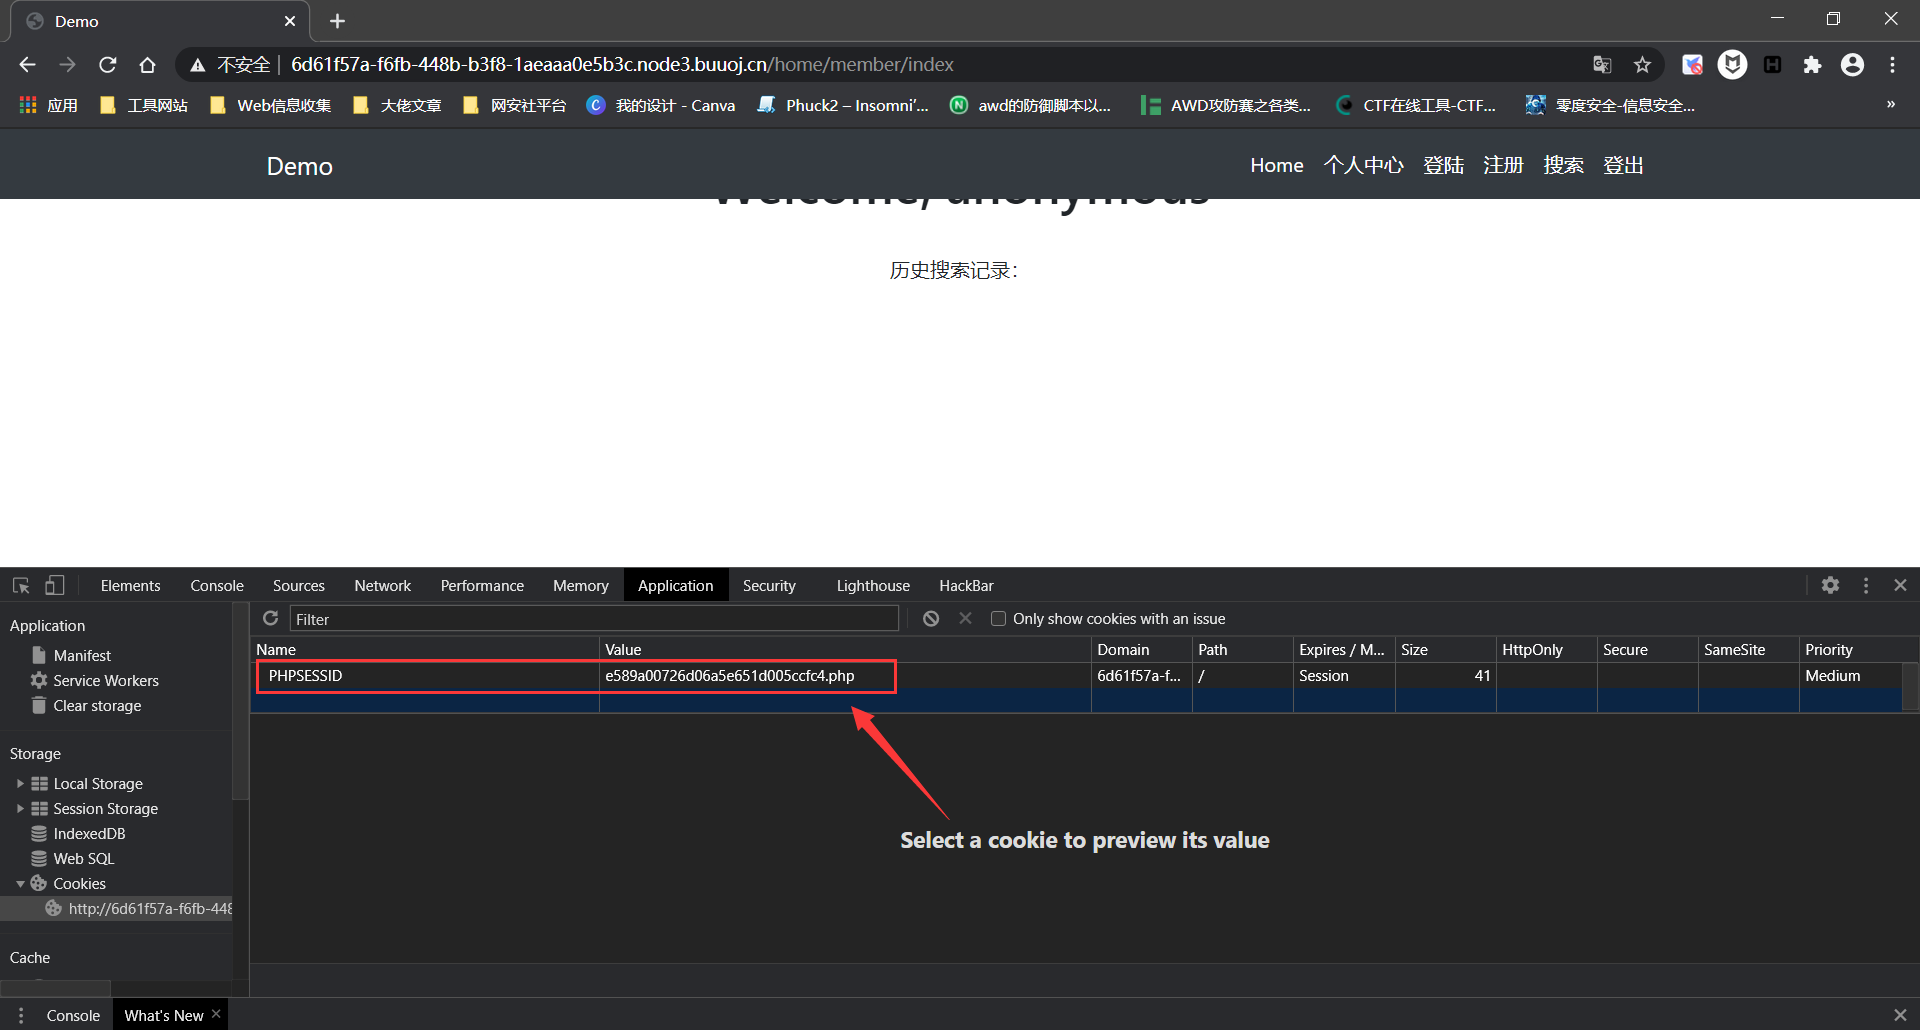 Demo
不安全 | 6d61f57a-f6fb-448b-b3f8-1aeaaa0e5b3c.node3.buuoj.cn/home/member/index
应用 工具网站 Web信息收集 大佬文章 网安社平台 我的设计 - Canva Phuck2 – Insomni'... awd的防御脚本以... AWD攻防赛之各类... CTF在线工具-CTF... 零度安全-信息安全... »
Demo Home 个人中心 登陆 注册 搜索 登出
Welcome, anonymous
历史搜索记录：
Elements Console Sources Network Performance Memory Application Security Lighthouse HackBar
Filter Only show cookies with an issue
Application
Manifest
Service Workers
Clear storage
Storage
Local Storage
Session Storage
IndexedDB
Web SQL
Cookies
http://6d61f57a-f6fb-448
Cache
Name Value Domain Path Expires / M... Size HttpOnly Secure SameSite Priority
PHPSESSID e589a00726d06a5e651d005ccfc4.php 6d61f57a-f... / Session 41 Medium
Select a cookie to preview its value
Console What's New